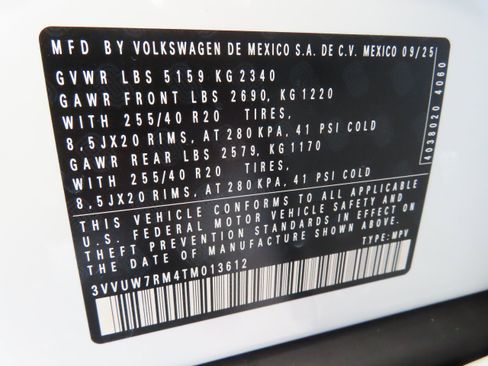 MFD BY VOLKSWAGEN DE MEXICO S.A. DE C.V. MEXICO 09/25
GVWR LBS 5159 KG 2340
GAWR FRONT LBS 2690, KG 1220
WITH 255/40 R20 TIRES,
8,5JX20 RIMS, AT 280 KPA, 41 PSI COLD
GAWR REAR LBS 2579, KG 1170
WITH 255/40 R20 TIRES,
8,5JX20 RIMS, AT 280 KPA, 41 PSI COLD
THIS VEHICLE CONFORMS TO ALL APPLICABLE
U.S. FEDERAL MOTOR VEHICLE SAFETY AND
THEFT PREVENTION STANDARDS IN EFFECT ON
THE DATE OF MANUFACTURE SHOWN ABOVE.
3VVUW7RM4TM013612
TYPE: MPV
4038020 4060